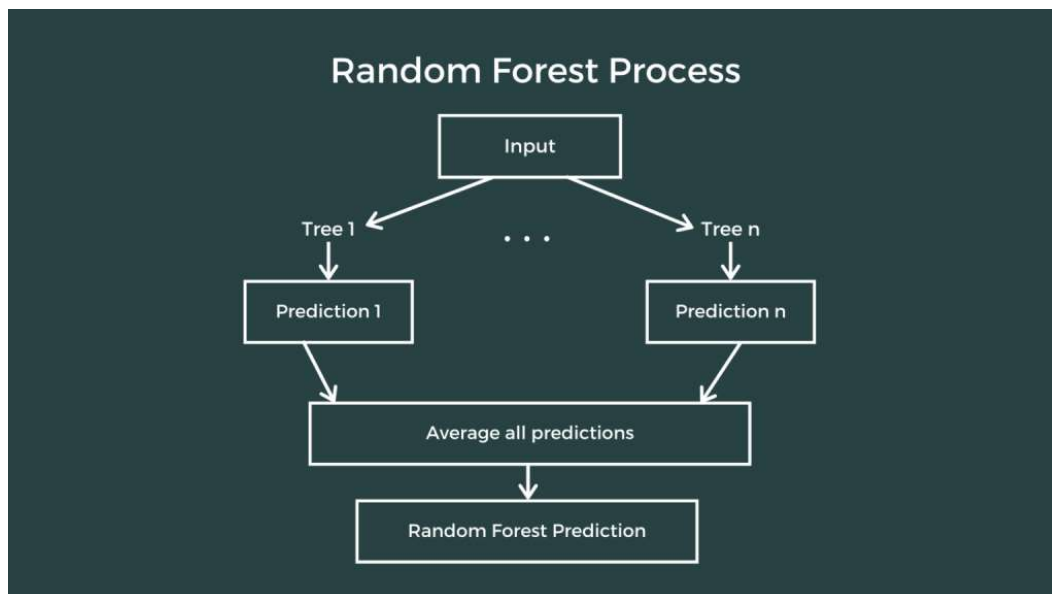 Random Forest Process
Input
Tree 1
. . .
Tree n
Prediction 1
Prediction n
Average all predictions
Random Forest Prediction